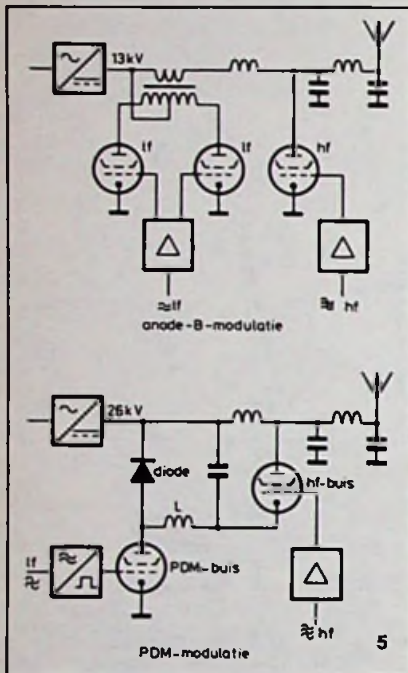 13kV
lf
lf
hf
△
△
≈lf
≋ hf
anode-B-modulatie
26kV
diode
hf-buis
L
lf
PDM-buis
△
≋hf
PDM-modulatie
5